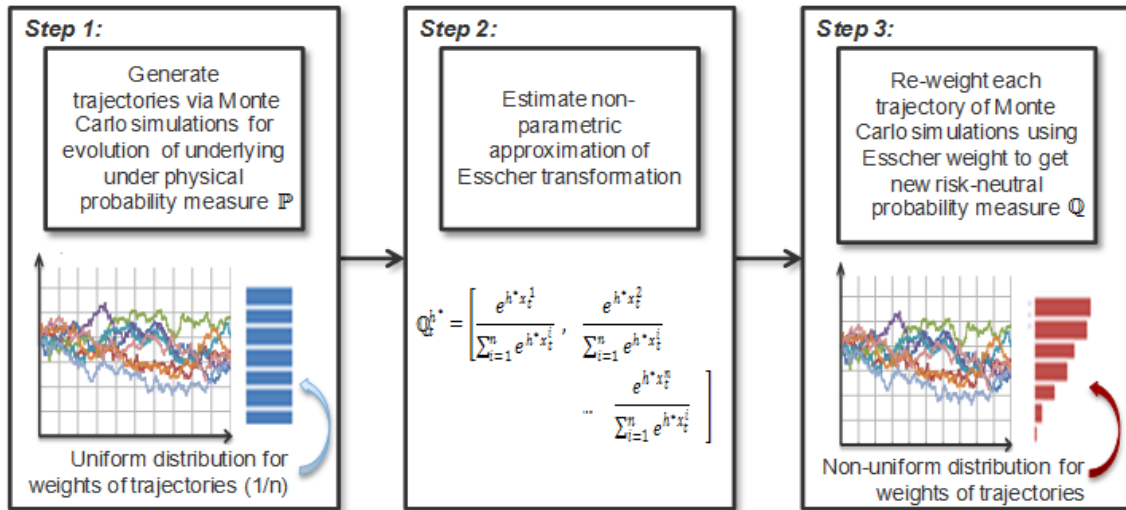 Step 1:
Generate
trajectories via Monte
Carlo simulations for
evolution of underlying
under physical
probability measure ℙ
Uniform distribution for
weights of trajectories (1/n)
Step 2:
Estimate non-
parametric
approximation of
Esscher transformation
ℚ_t^{h*} = [ e^{h* x_t^1} / ∑_{i=1}^n e^{h* x_t^i} , e^{h* x_t^2} / ∑_{i=1}^n e^{h* x_t^i}
... e^{h* x_t^n} / ∑_{i=1}^n e^{h* x_t^i} ]
Step 3:
Re-weight each
trajectory of Monte
Carlo simulations using
Esscher weight to get
new risk-neutral
probability measure ℚ
Non-uniform distribution for
weights of trajectories